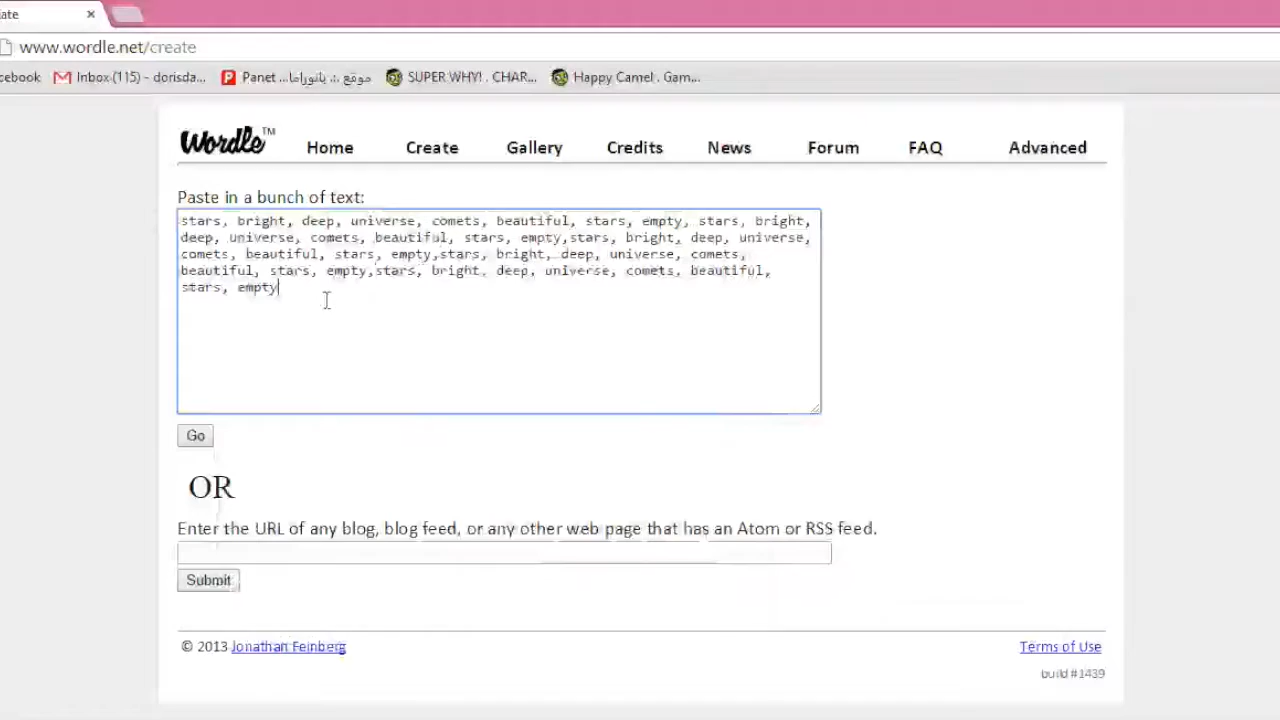 ate
www.wordle.net/create
cebook Inbox (115) - dorisda... Panet ...موقع .:. بانوراما SUPER WHY! . CHAR... Happy Camel . Gam...
Wordle™ Home Create Gallery Credits News Forum FAQ Advanced
Paste in a bunch of text:
stars, bright, deep, universe, comets, beautiful, stars, empty, stars, bright,
deep, universe, comets, beautiful, stars, empty,stars, bright, deep, universe,
comets, beautiful, stars, empty,stars, bright, deep, universe, comets,
beautiful, stars, empty,stars, bright, deep, universe, comets, beautiful,
stars, empty
Go
OR
Enter the URL of any blog, blog feed, or any other web page that has an Atom or RSS feed.
Submit
© 2013 Jonathan Feinberg Terms of Use
build #1439